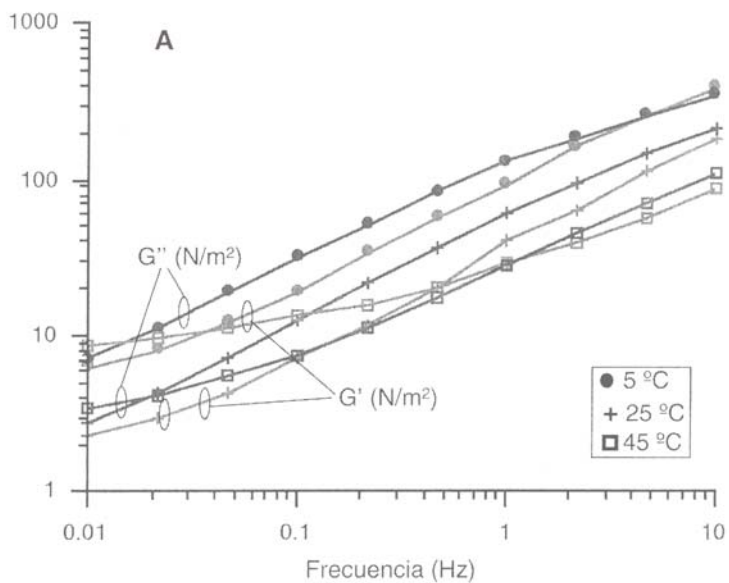 A
1000
100
10
1
G'' (N/m²)
G' (N/m²)
5 ºC
25 ºC
45 ºC
0.01
0.1
1
10
Frecuencia (Hz)